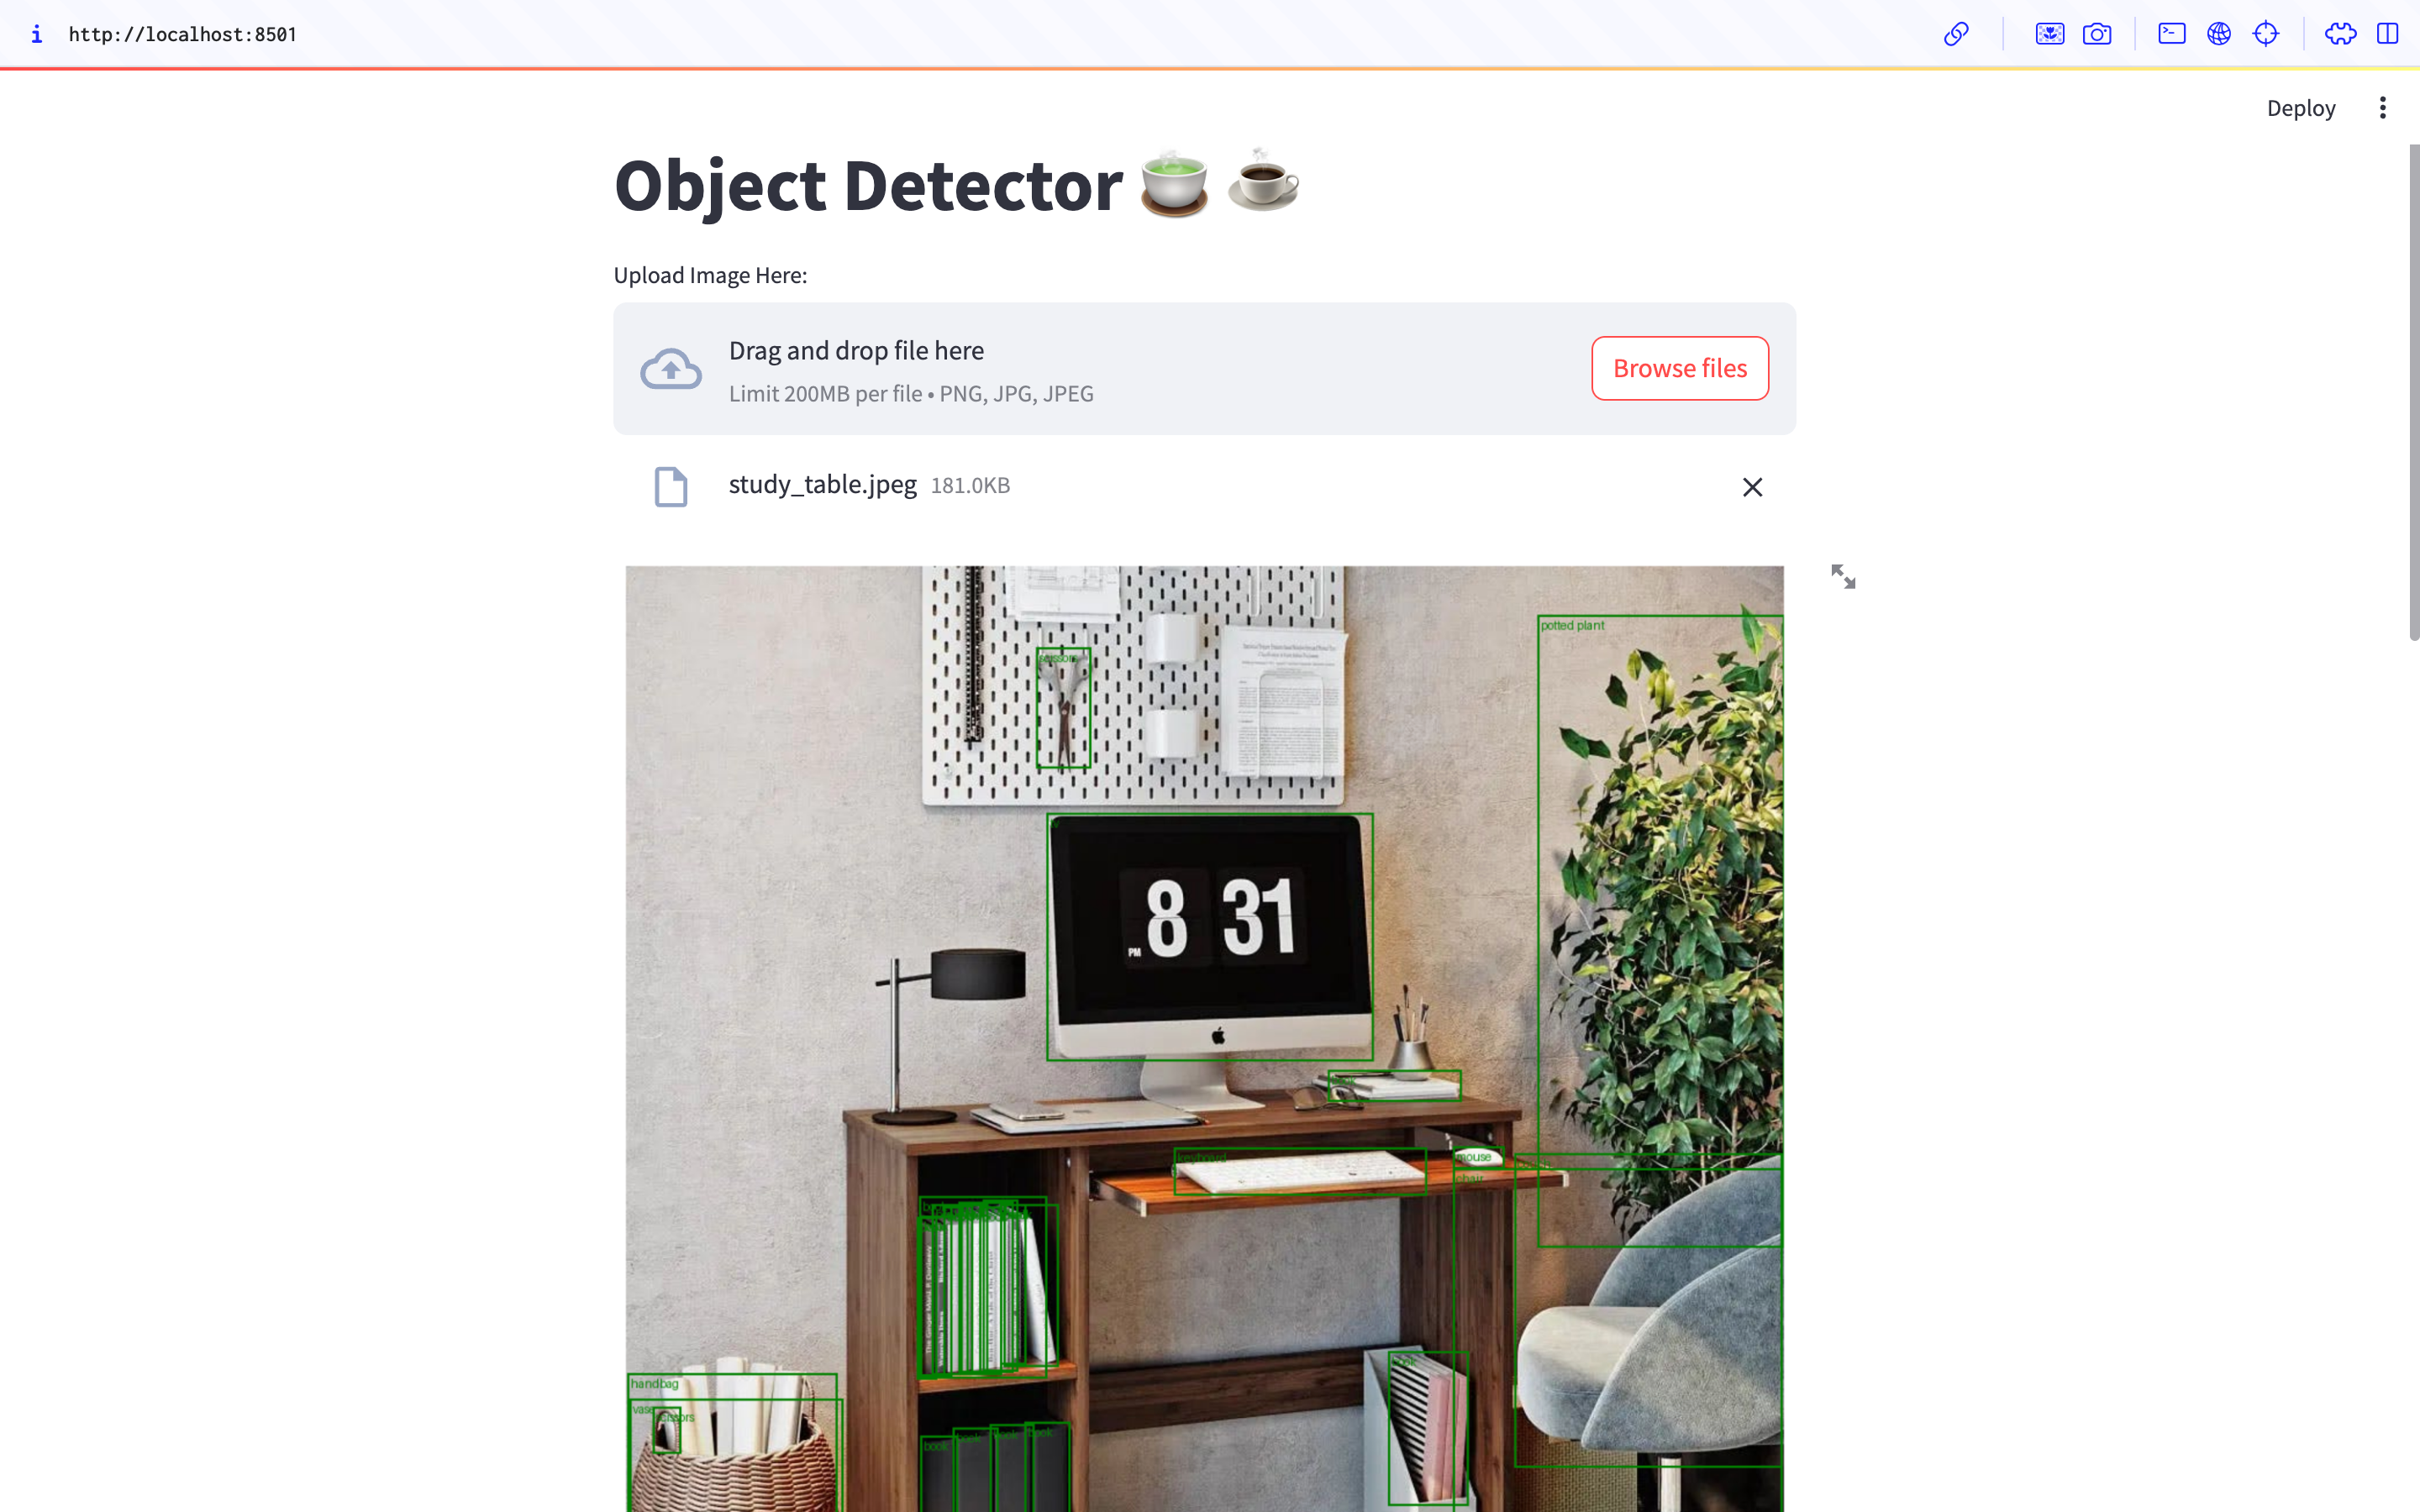 http://localhost:8501
Deploy
Object Detector
Upload Image Here:
Drag and drop file here
Limit 200MB per file • PNG, JPG, JPEG
Browse files
study_table.jpeg 181.0KB
potted plant
scissors
8 31
PM
keyboard
mouse
chair
handbag
vase
scissors
book
book
book
book